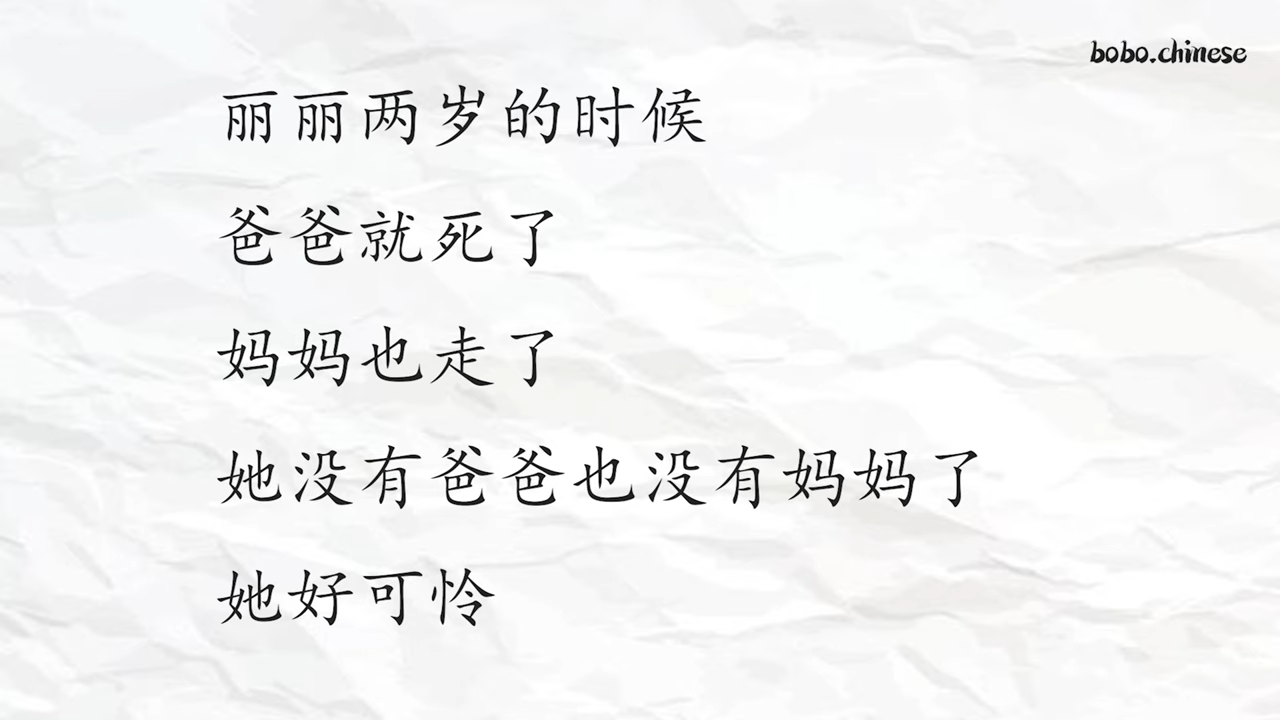 bobo.chinese
丽丽两岁的时候
爸爸就死了
妈妈也走了
她没有爸爸也没有妈妈了
她好可怜